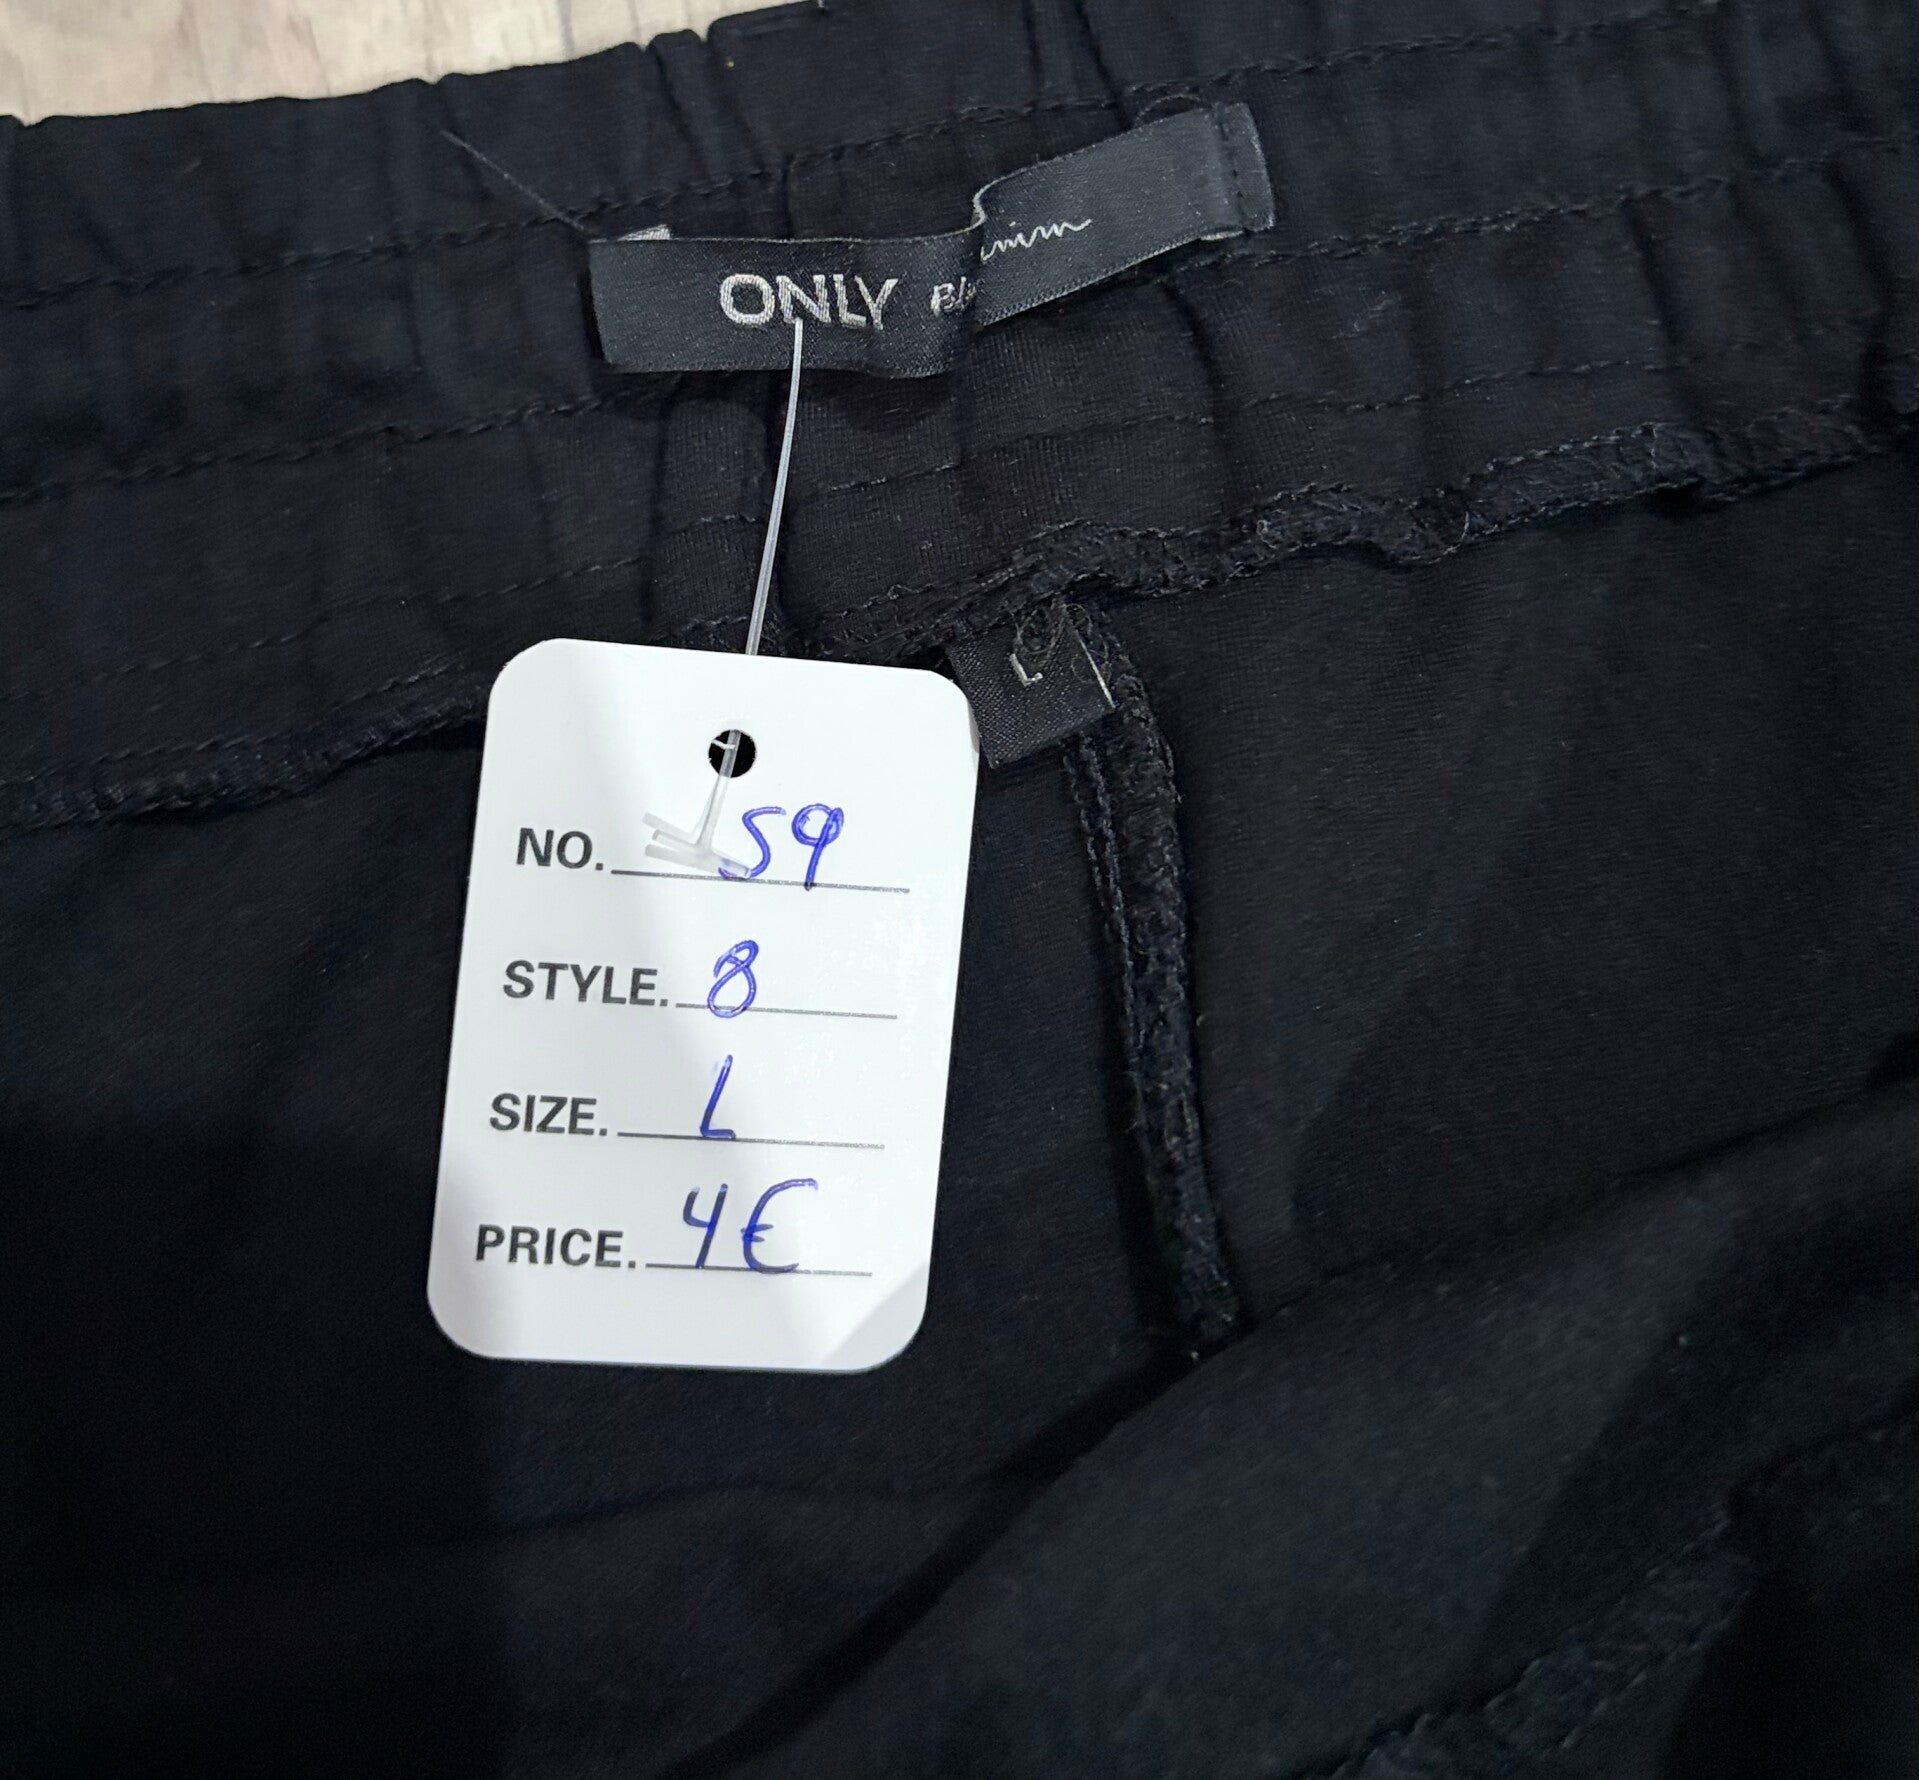 ONLY
L
NO. 59
STYLE. 8
SIZE. L
PRICE. 4€